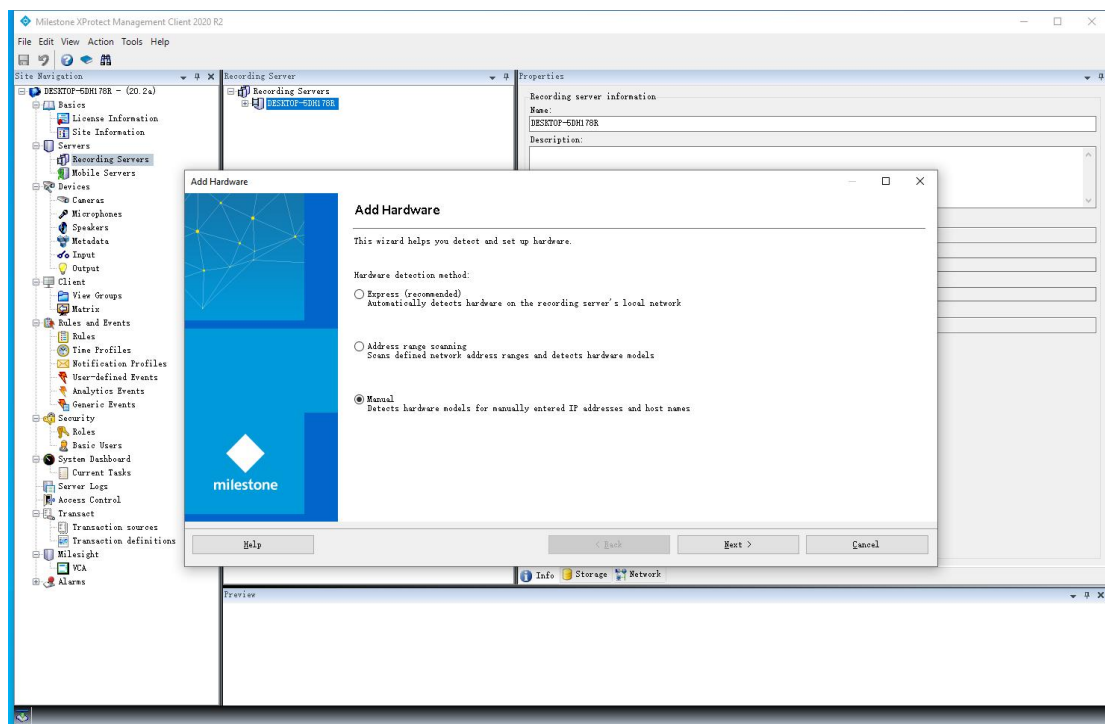 Milestone XProtect Management Client 2020 R2
File Edit View Action Tools Help
Site Navigation
DESKTOP-5DH178R - (20.2a)
Basics
License Information
Site Information
Servers
Recording Servers
Mobile Servers
Devices
Cameras
Microphones
Speakers
Metadata
Input
Output
Client
View Groups
Matrix
Rules and Events
Rules
Time Profiles
Notification Profiles
User-defined Events
Analytics Events
Generic Events
Security
Roles
Basic Users
System Dashboard
Current Tasks
Server Logs
Access Control
Transact
Transaction sources
Transaction definitions
Milesight
VCA
Alarms
Recording Server
Recording Servers
DESKTOP-5DH178R
Properties
Recording server information
Name:
DESKTOP-5DH178R
Description:
Add Hardware
Add Hardware
This wizard helps you detect and set up hardware.
Hardware detection method:
Express (recommended)
Automatically detects hardware on the recording server's local network
Address range scanning
Scans defined network address ranges and detects hardware models
Manual
Detects hardware models for manually entered IP addresses and host names
milestone
Help
< Back
Next >
Cancel
Info Storage Network
Preview